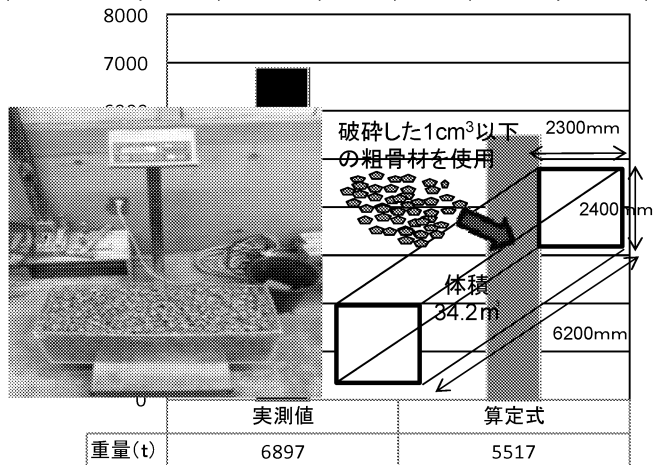 8000
7000
破砕した1cm³以下
の粗骨材を使用
2300mm
2400mm
体積
34.2㎥
6200mm
0
実測値 算定式
重量(t) 6897 5517